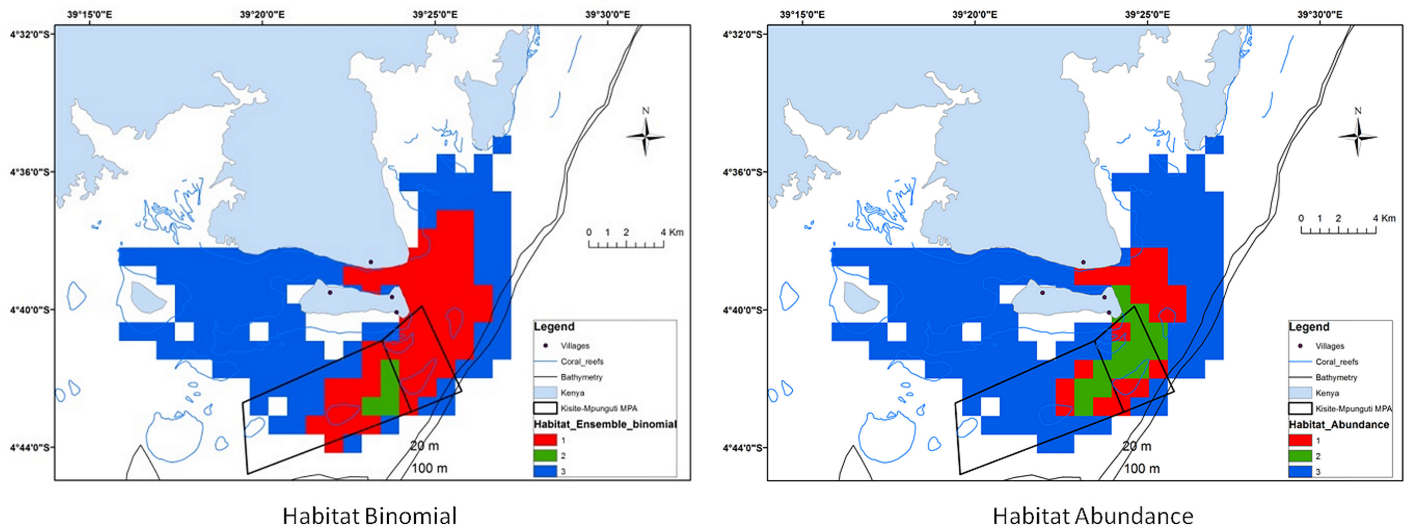 39°15'0"E 39°20'0"E 39°25'0"E 39°30'0"E
4°32'0"S
N
4°36'0"S
0 1 2 4 Km
4°40'0"S
Legend
Villages
Coral_reefs
Bathymetry
Kenya
Kisite-Mpunguti MPA
Habitat_Ensemble_binomial
1
2
3
4°44'0"S
20 m
100 m
Habitat Binomial
39°15'0"E 39°20'0"E 39°25'0"E 39°30'0"E
4°32'0"S
N
4°36'0"S
0 1 2 4 Km
4°40'0"S
Legend
Villages
Coral_reefs
Bathymetry
Kenya
Kisite-Mpunguti MPA
Habitat_Abundance
1
2
3
4°44'0"S
20 m
100 m
Habitat Abundance